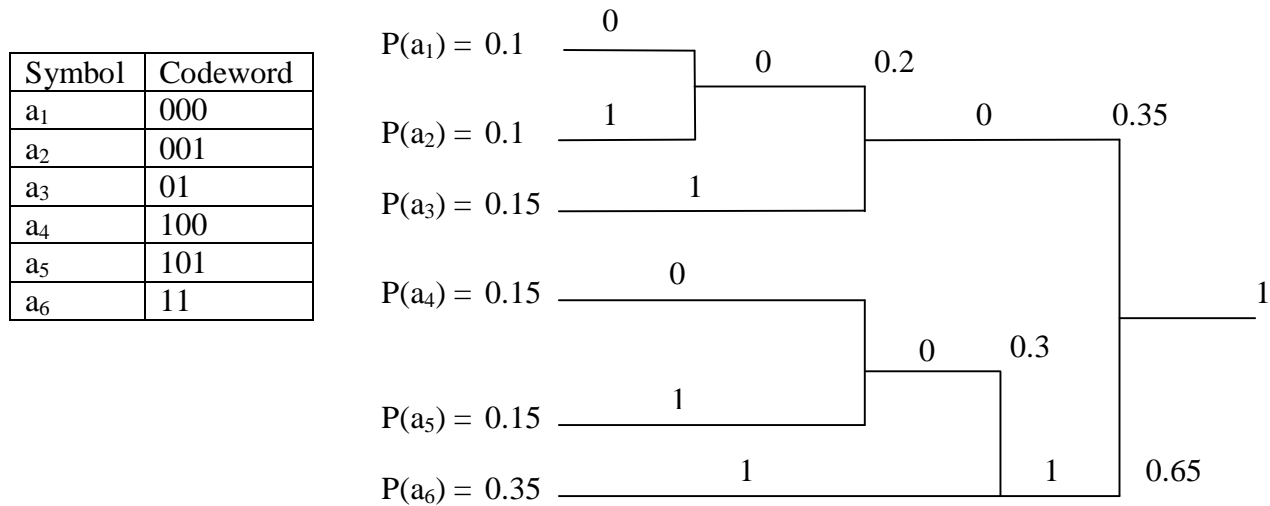 Symbol Codeword
a₁ 000
a₂ 001
a₃ 01
a₄ 100
a₅ 101
a₆ 11
0
P(a₁) = 0.1
0 0.2
1
P(a₂) = 0.1
0 0.35
1
P(a₃) = 0.15
0
P(a₄) = 0.15
1
0 0.3
1
P(a₅) = 0.15
1 1 0.65
P(a₆) = 0.35